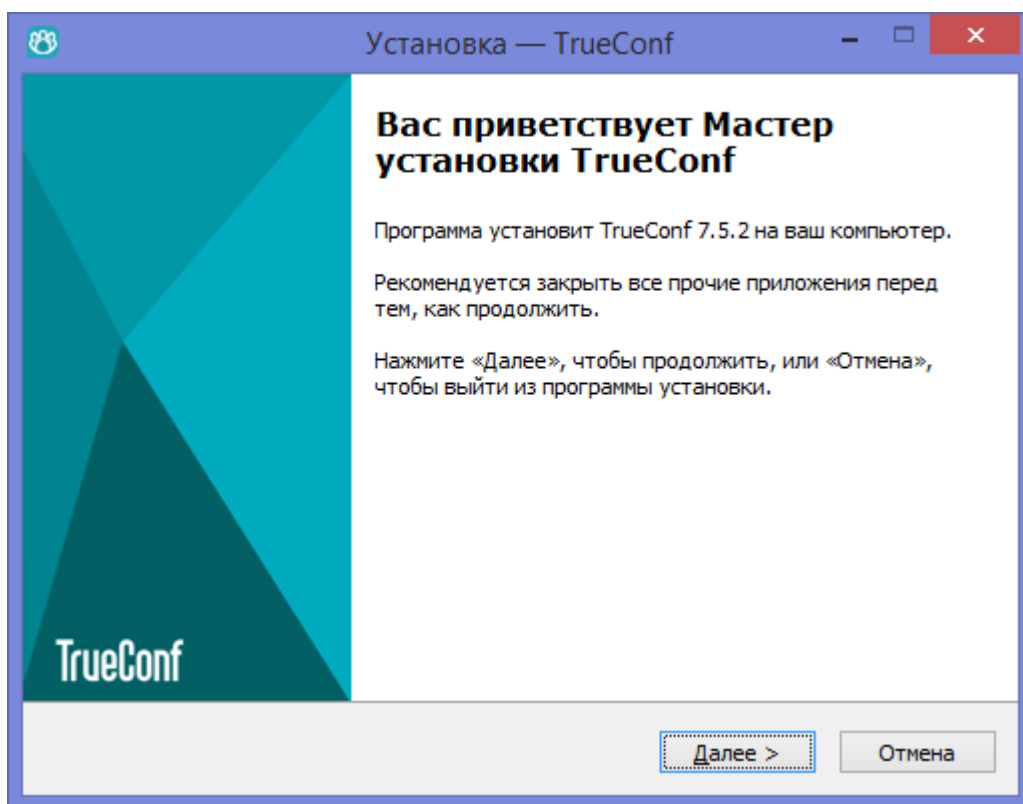 Установка — TrueConf
Вас приветствует Мастер
установки TrueConf
Программа установит TrueConf 7.5.2 на ваш компьютер.
Рекомендуется закрыть все прочие приложения перед
тем, как продолжить.
Нажмите «Далее», чтобы продолжить, или «Отмена»,
чтобы выйти из программы установки.
TrueConf
Далее >
Отмена